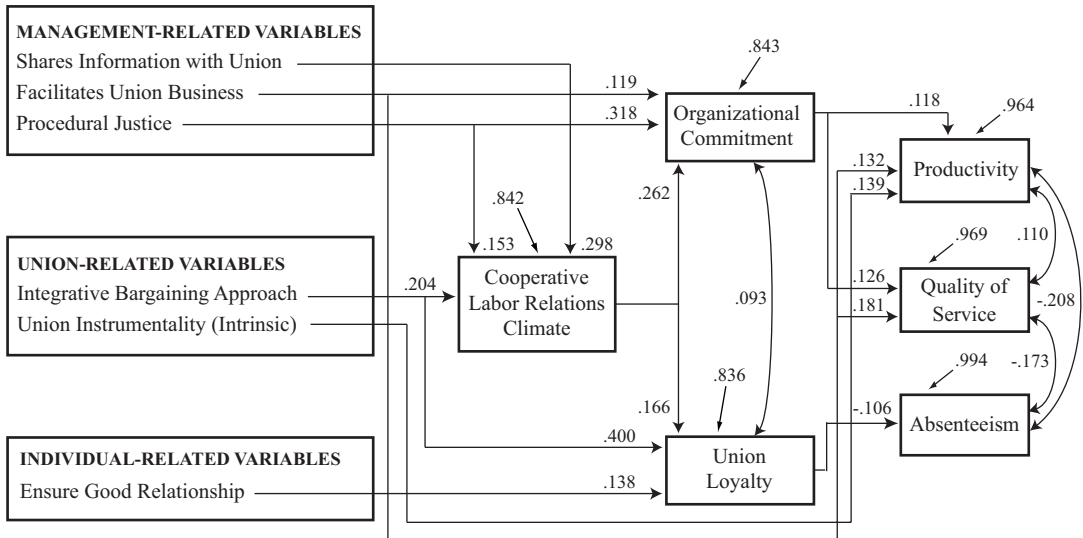 MANAGEMENT-RELATED VARIABLES
Shares Information with Union
Facilitates Union Business
Procedural Justice
UNION-RELATED VARIABLES
Integrative Bargaining Approach
Union Instrumentality (Intrinsic)
INDIVIDUAL-RELATED VARIABLES
Ensure Good Relationship
.204
.153
.842
.298
Cooperative
Labor Relations
Climate
.119
.318
.843
Organizational
Commitment
.262
.093
.166
.836
.400
.138
Union
Loyalty
.118
.964
.132
.139
Productivity
.110
.969
.126
.181
Quality of
Service
-.208
-.173
.994
-.106
Absenteeism